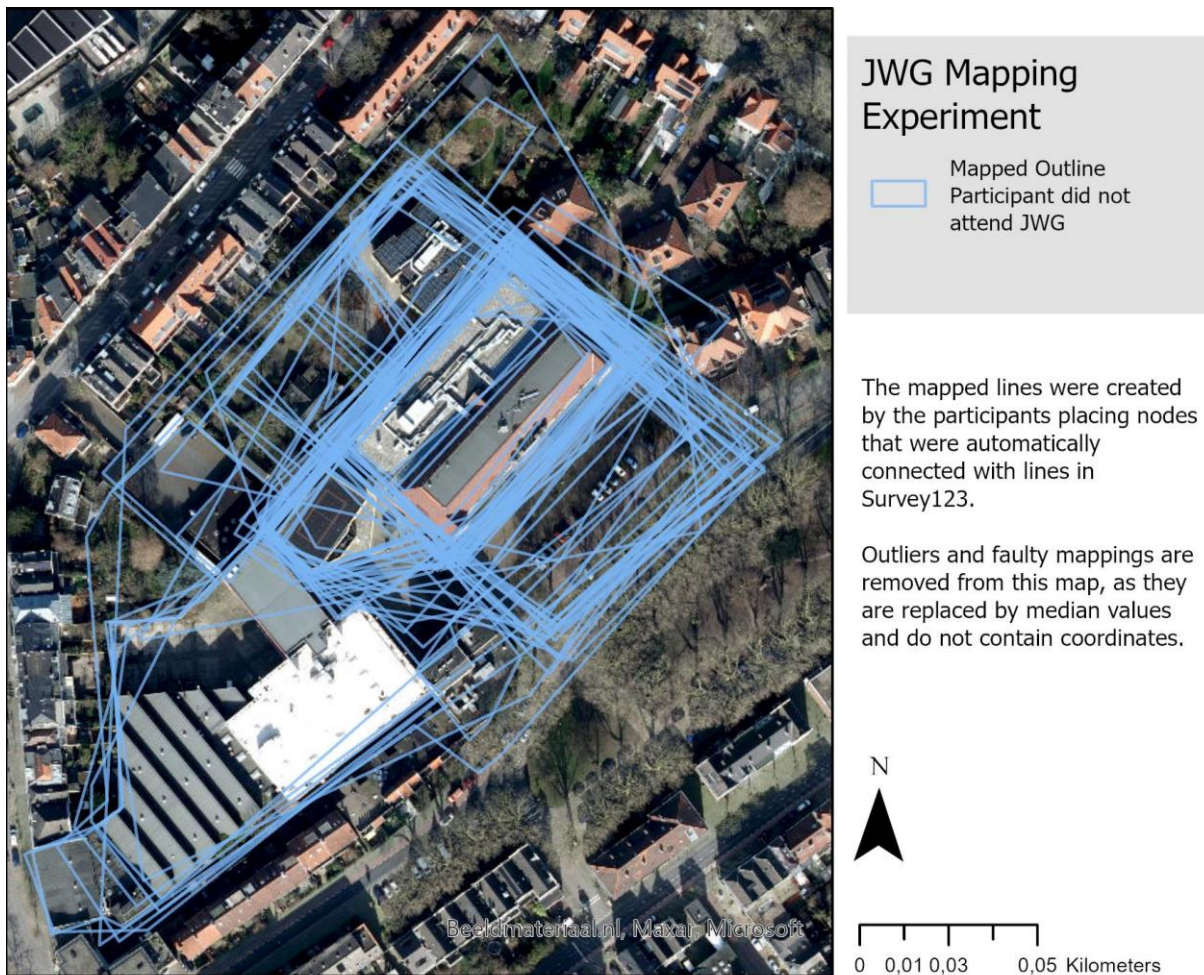 JWG Mapping
Experiment
Mapped Outline
Participant did not
attend JWG
The mapped lines were created
by the participants placing nodes
that were automatically
connected with lines in
Survey123.
Outliers and faulty mappings are
removed from this map, as they
are replaced by median values
and do not contain coordinates.
N
Beeldmateriaal.nl, Maxar, Microsoft
0 0,01 0,03 0,05 Kilometers